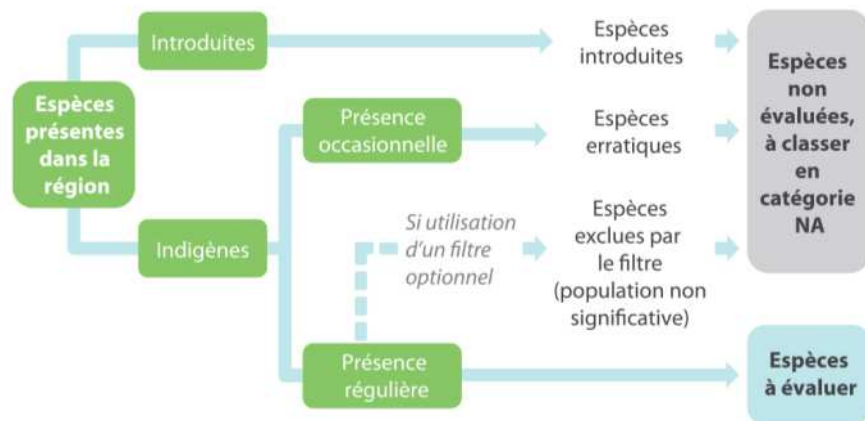 Introduites
Espèces
introduites
Espèces
non
évaluées,
à classer
en
catégorie
NA
Espèces
présentes
dans la
région
Présence
occasionnelle
Espèces
erratiques
Indigènes
Si utilisation
d'un filtre
optionnel
Espèces
exclues par
le filtre
(population non
significative)
Présence
régulière
Espèces
à évaluer